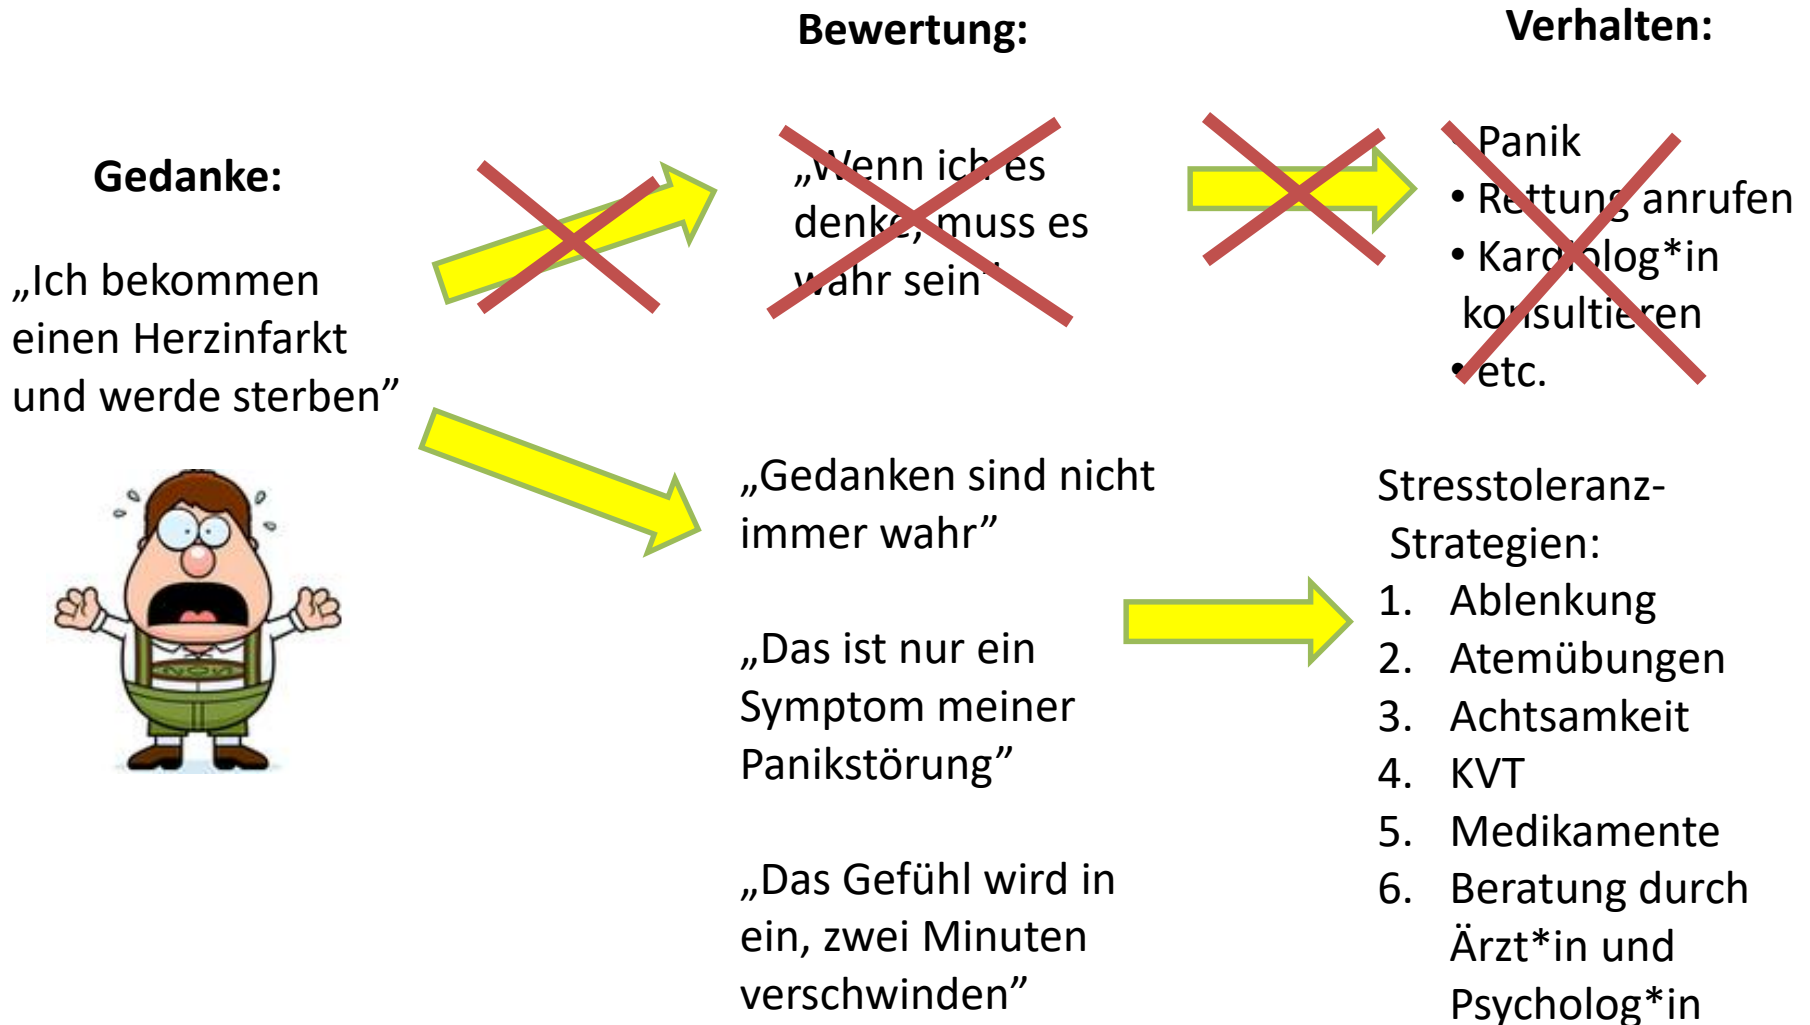 Bewertung:
Verhalten:
Gedanke:
„Ich bekommen
einen Herzinfarkt
und werde sterben”
„Wenn ich es
denke, muss es
wahr sein”
• Panik
• Rettung anrufen
• Kardiolog*in
konsultieren
• etc.
„Gedanken sind nicht
immer wahr”
„Das ist nur ein
Symptom meiner
Panikstörung”
„Das Gefühl wird in
ein, zwei Minuten
verschwinden”
Stresstoleranz-
Strategien:
1. Ablenkung
2. Atemübungen
3. Achtsamkeit
4. KVT
5. Medikamente
6. Beratung durch
Ärzt*in und
Psycholog*in